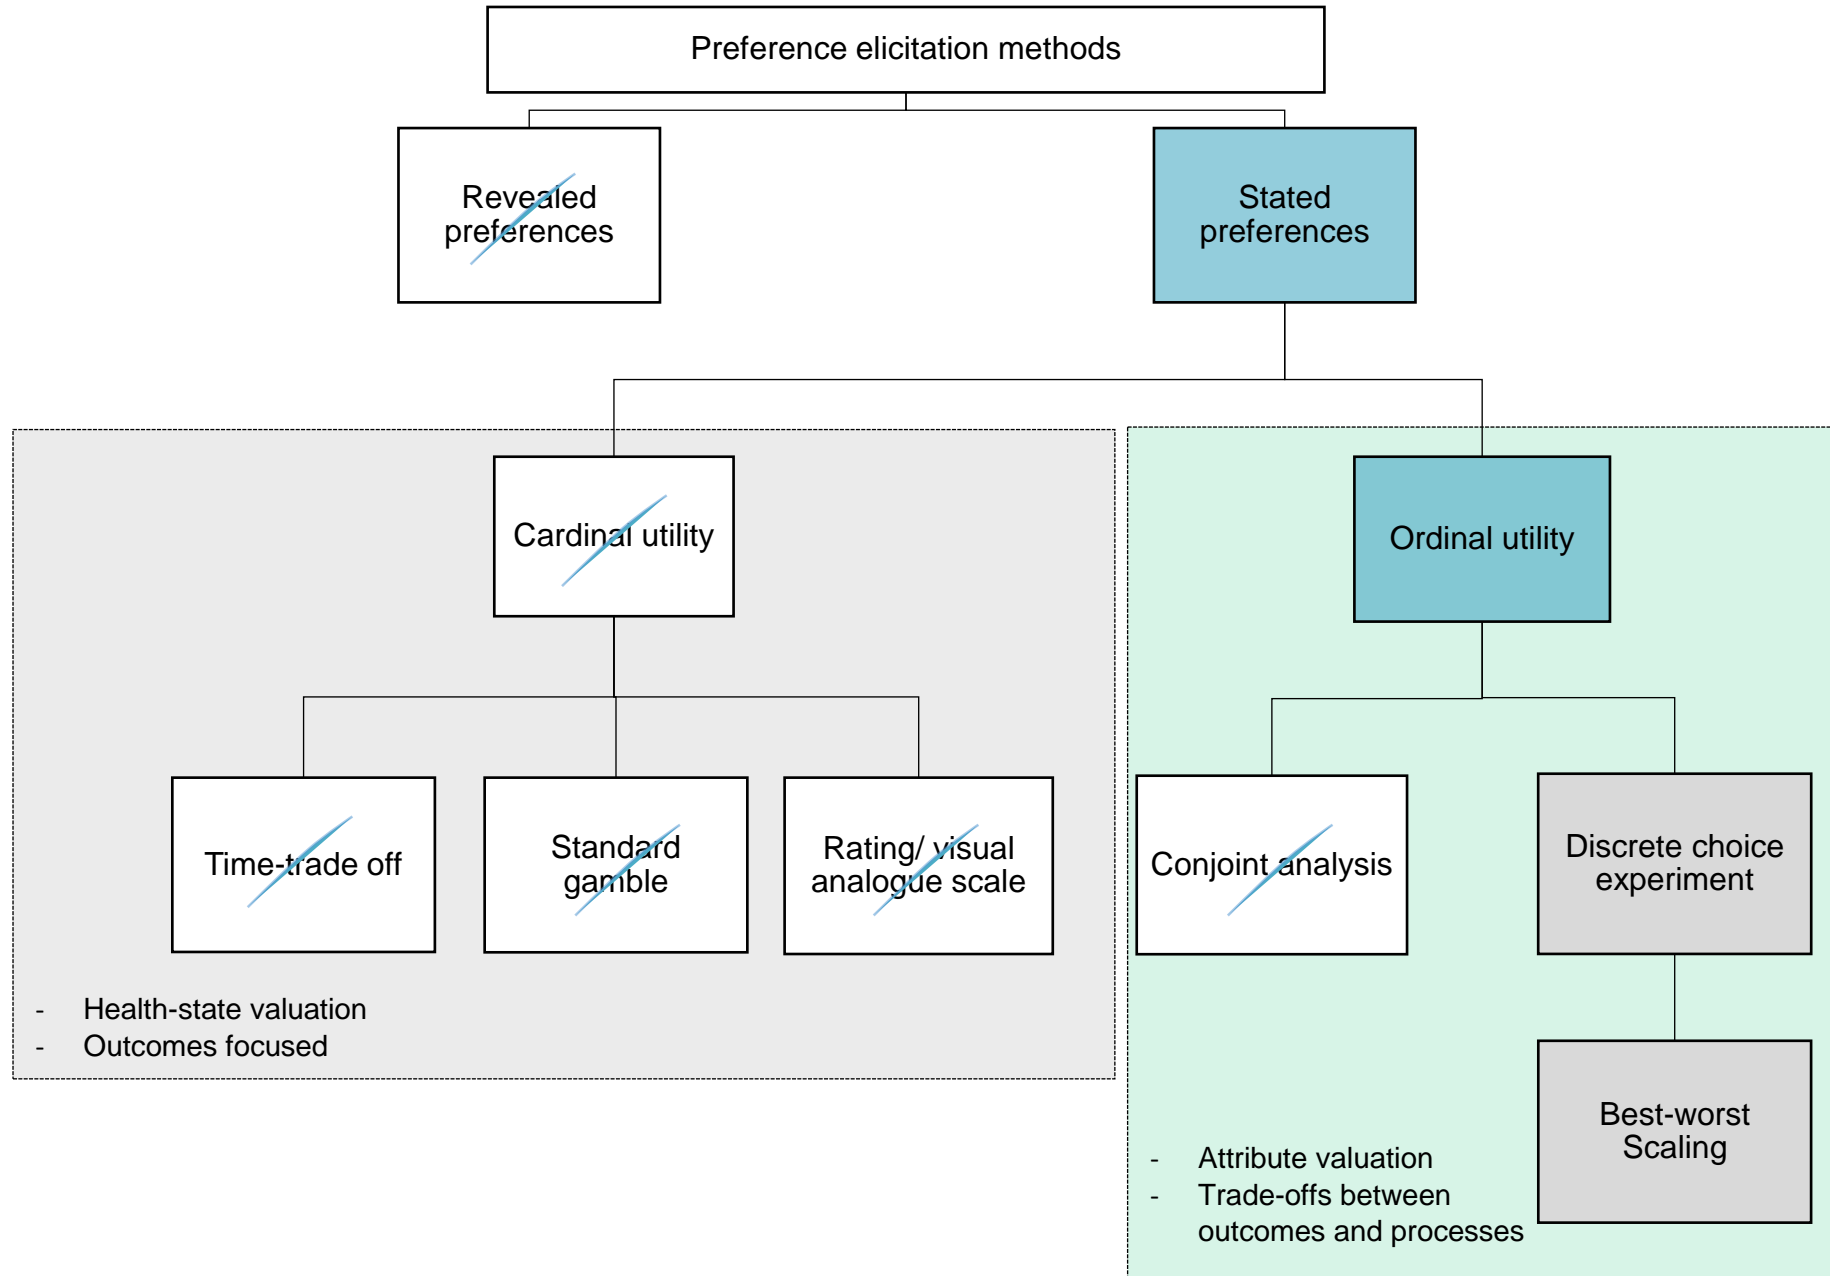 Preference elicitation methods
Revealed
preferences
Stated
preferences
Cardinal utility
Ordinal utility
Time-trade off
Standard
gamble
Rating/ visual
analogue scale
Conjoint analysis
Discrete choice
experiment
- Health-state valuation
- Outcomes focused
Best-worst
Scaling
- Attribute valuation
- Trade-offs between
outcomes and processes